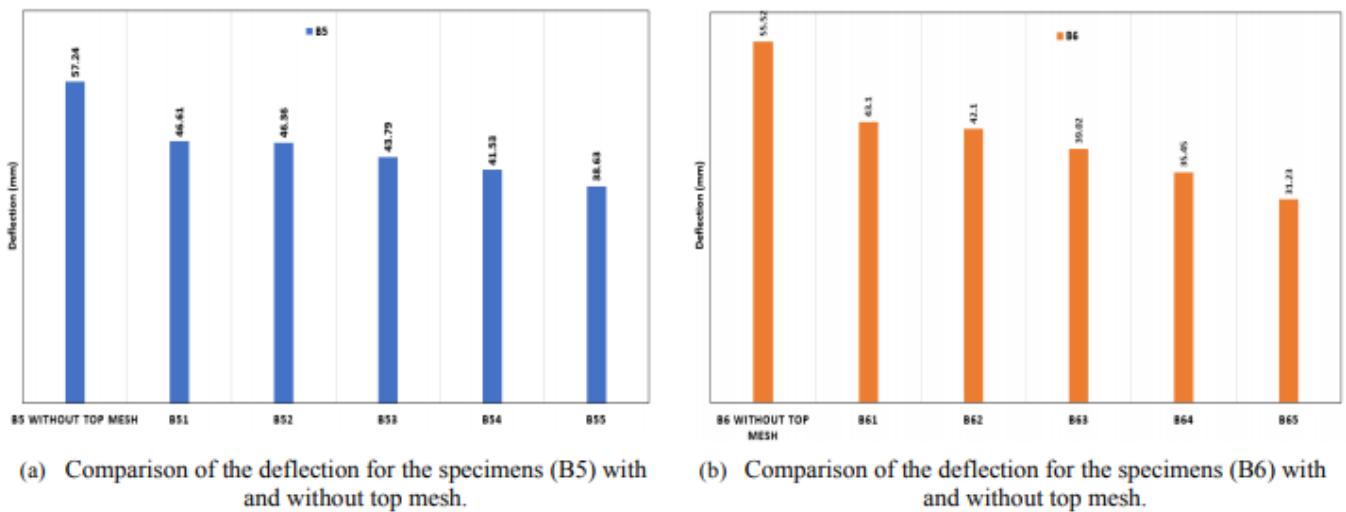 B5
57.24
46.61
46.36
43.79
41.53
38.63
Deflection (mm)
B5 WITHOUT TOP MESH B51 B52 B53 B54 B55
(a) Comparison of the deflection for the specimens (B5) with
and without top mesh.
B6
55.52
43.1
42.1
39.02
35.45
31.23
Deflection (mm)
B6 WITHOUT TOP B61 B62 B63 B64 B65
MESH
(b) Comparison of the deflection for the specimens (B6) with
and without top mesh.